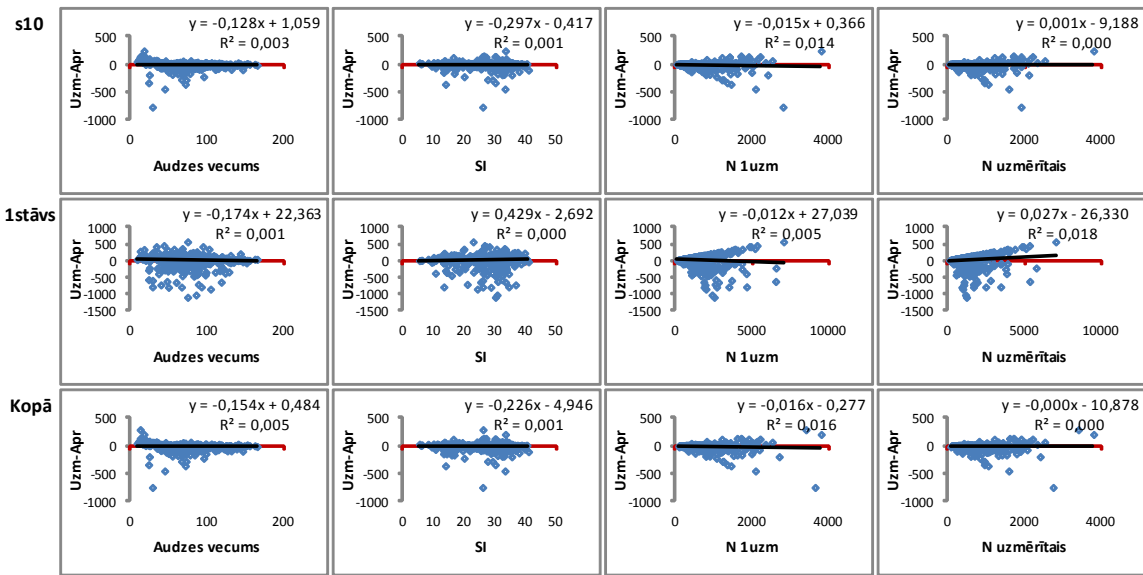 s10
y = -0,128x + 1,059
R² = 0,003
500
0
-500
-1000
0
100
200
Uzm-Apr
Audzes vecums
y = -0,297x - 0,417
R² = 0,001
500
0
-500
-1000
0 10 20 30 40 50
Uzm-Apr
SI
y = -0,015x + 0,366
R² = 0,014
500
0
-500
-1000
0 2000 4000
Uzm-Apr
N 1uzm
y = 0,001x - 9,188
R² = 0,000
500
0
-500
-1000
0 2000 4000
Uzm-Apr
N uzmērītais
1stāvs
y = -0,174x + 22,363
R² = 0,001
1000
500
0
-500
-1000
-1500
0 100 200
Uzm-Apr
Audzes vecums
y = 0,429x - 2,692
R² = 0,000
1000
500
0
-500
-1000
-1500
0 10 20 30 40 50
Uzm-Apr
SI
y = -0,012x + 27,039
R² = 0,005
1000
500
0
-500
-1000
-1500
0 5000 10000
Uzm-Apr
N 1uzm
y = 0,027x - 26,330
R² = 0,018
1000
500
0
-500
-1000
-1500
0 5000 10000
Uzm-Apr
N uzmērītais
Kopā
y = -0,154x + 0,484
R² = 0,005
500
0
-500
-1000
0 100 200
Uzm-Apr
Audzes vecums
y = -0,226x - 4,946
R² = 0,001
500
0
-500
-1000
0 10 20 30 40 50
Uzm-Apr
SI
y = -0,016x - 0,277
R² = 0,016
500
0
-500
-1000
0 2000 4000
Uzm-Apr
N 1uzm
y = -0,000x - 10,878
R² = 0,000
500
0
-500
-1000
0 2000 4000
Uzm-Apr
N uzmērītais